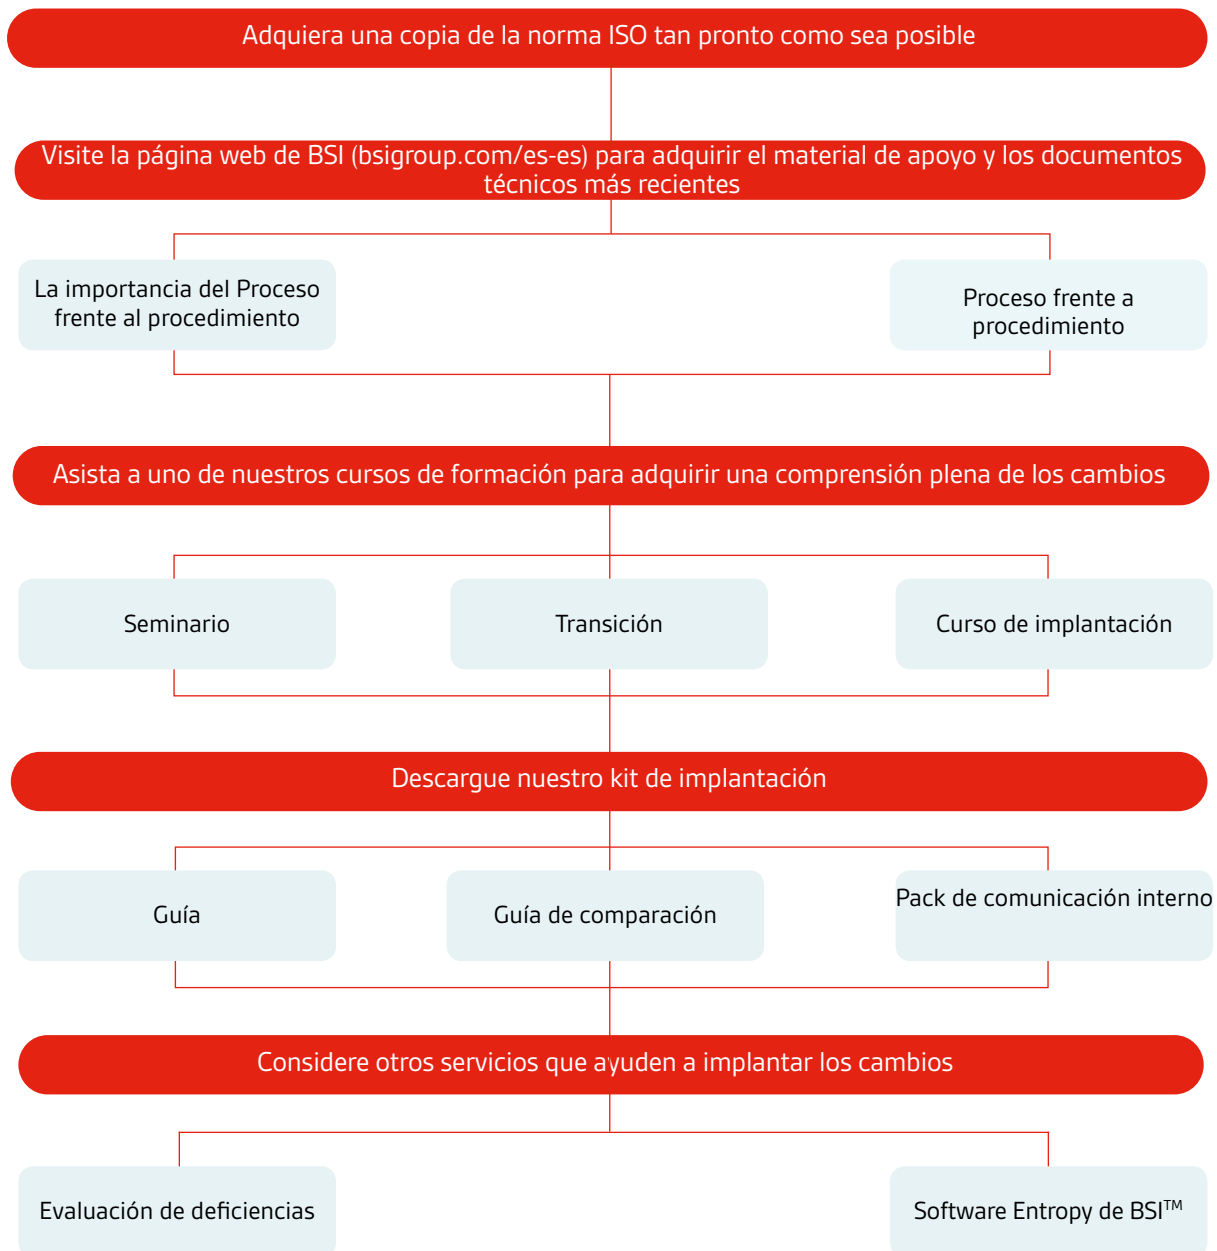 Adquiera una copia de la norma ISO tan pronto como sea posible
Visite la página web de BSI (bsigroup.com/es-es) para adquirir el material de apoyo y los documentos
técnicos más recientes
La importancia del Proceso
frente al procedimiento
Proceso frente a
procedimiento
Asista a uno de nuestros cursos de formación para adquirir una comprensión plena de los cambios
Seminario
Transición
Curso de implantación
Descargue nuestro kit de implantación
Guía
Guía de comparación
Pack de comunicación interno
Considere otros servicios que ayuden a implantar los cambios
Evaluación de deficiencias
Software Entropy de BSI™